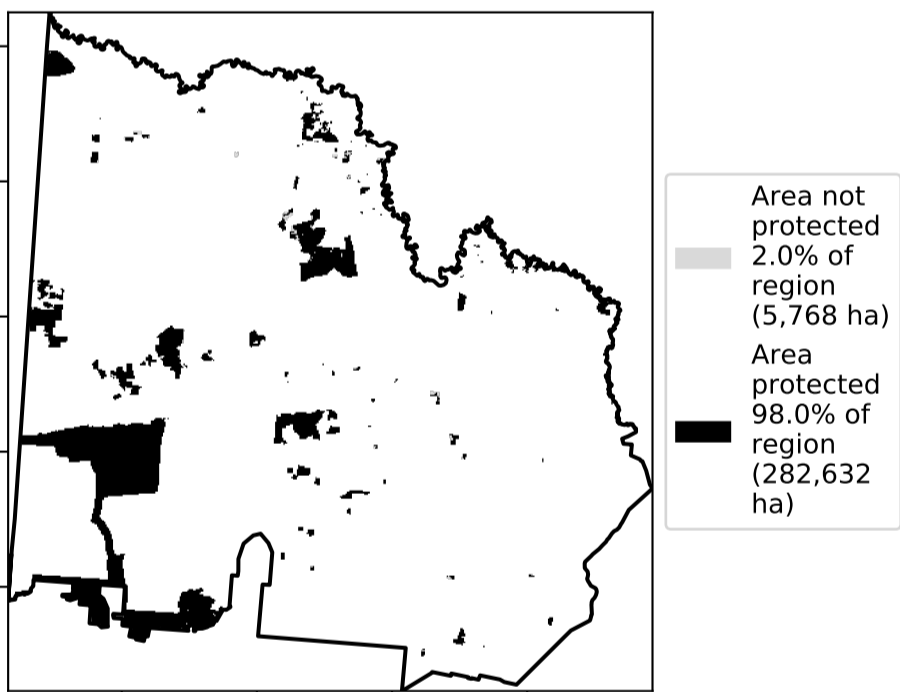 Area not
protected
2.0% of
region
(5,768 ha)
Area
protected
98.0% of
region
(282,632
ha)